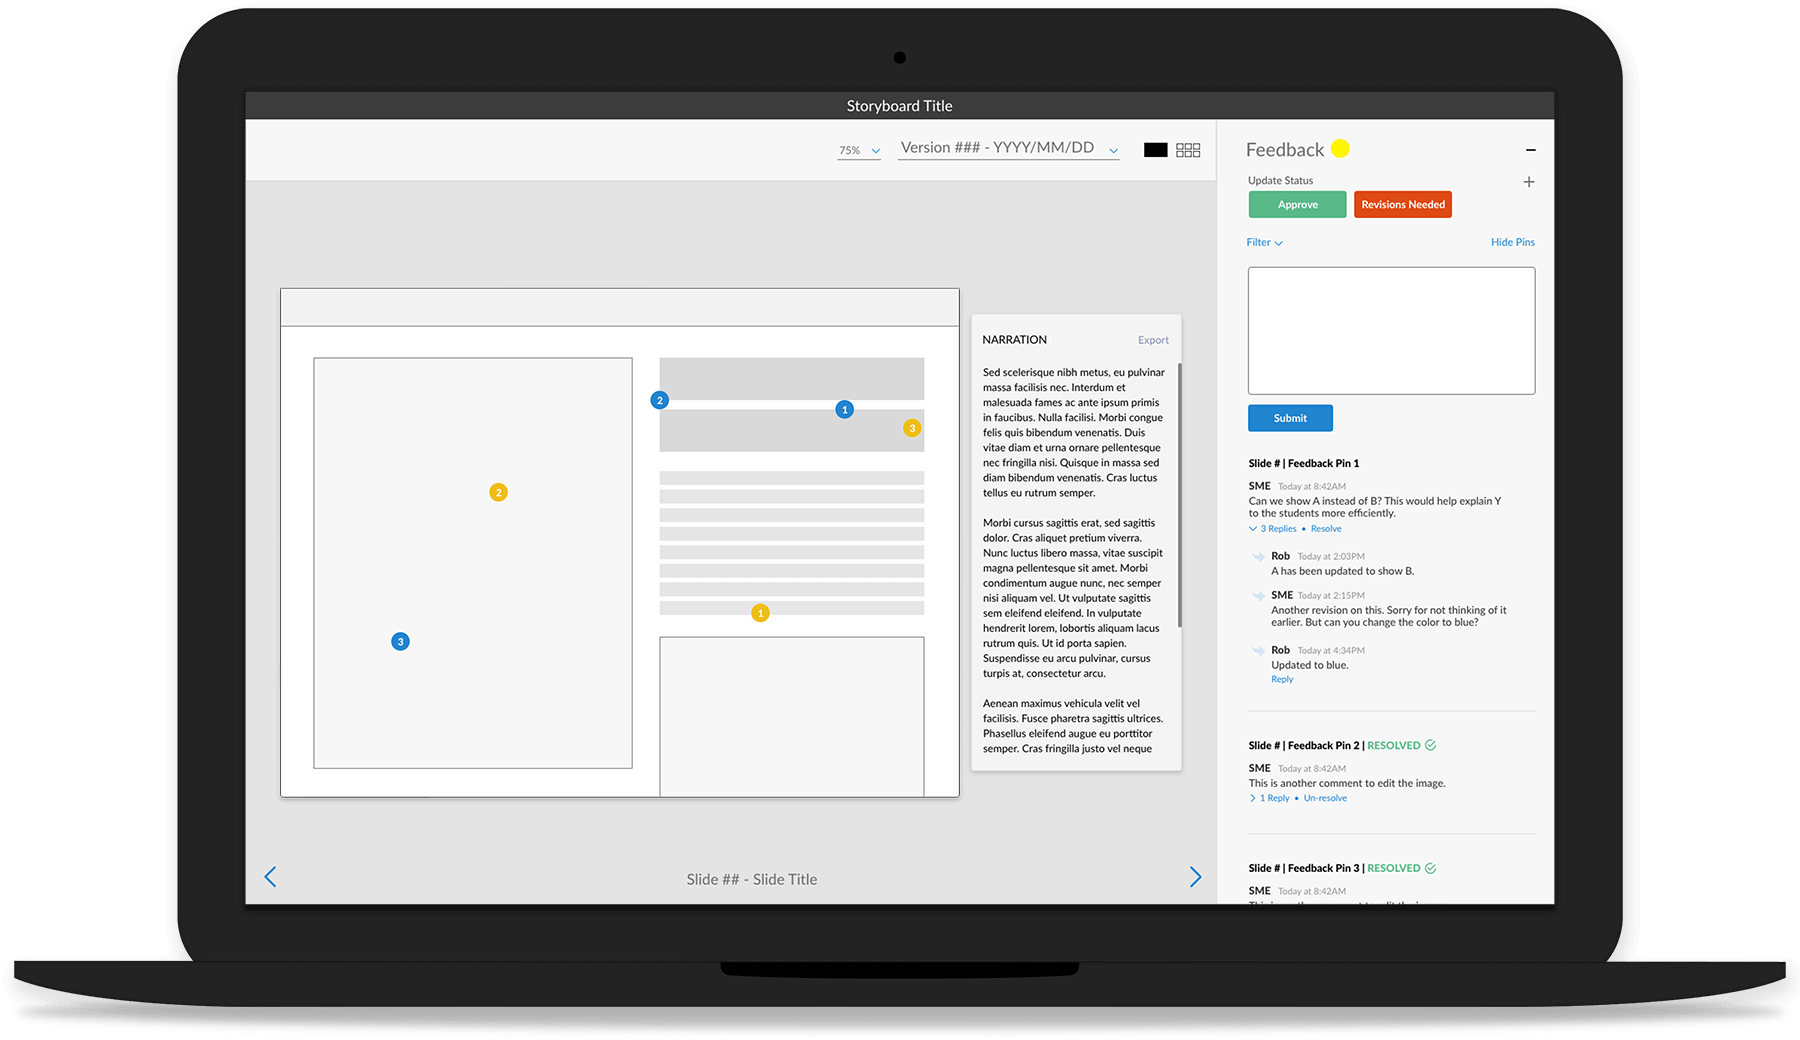 Storyboard Title
75%
Version ### - YYYY/MM/DD
2
1
3
2
3
1
NARRATION
Export
Sed scelerisque nibh metus, eu pulvinar
massa facilisis nec. Interdum et
malesuada fames ac ante ipsum primis
in faucibus. Nulla facilisi. Morbi congue
felis quis bibendum venenatis. Duis
vitae diam et urna ornare pellentesque
nec fringilla nisi. Quisque in massa sed
diam bibendum venenatis. Cras luctus
tellus eu rutrum semper.
Morbi cursus sagittis erat, sed sagittis
dolor. Cras aliquet pretium viverra.
Nunc luctus libero massa, vitae suscipit
magna pellentesque sit amet. Morbi
condimentum augue nunc, nec semper
nisi aliquam vel. Ut vulputate sagittis
sem eleifend eleifend. In vulputate
hendrerit lorem, lobortis aliquam lacus
rutrum quis. Ut id porta sapien.
Suspendisse eu arcu pulvinar, cursus
turpis at, consectetur arcu.
Aenean maximus vehicula velit vel
facilisis. Fusce pharetra sagittis ultrices.
Phasellus eleifend augue eu porttitor
semper. Cras fringilla justo vel neque
Slide ## - Slide Title
Feedback
Update Status
Approve
Revisions Needed
Filter
Hide Pins
Submit
Slide # | Feedback Pin 1
SME Today at 8:42AM
Can we show A instead of B? This would help explain Y
to the students more efficiently.
3 Replies • Resolve
Rob Today at 2:03PM
A has been updated to show B.
SME Today at 2:15PM
Another revision on this. Sorry for not thinking of it
earlier. But can you change the color to blue?
Rob Today at 4:34PM
Updated to blue.
Reply
Slide # | Feedback Pin 2 | RESOLVED
SME Today at 8:42AM
This is another comment to edit the image.
1 Reply • Un-resolve
Slide # | Feedback Pin 3 | RESOLVED
SME Today at 8:42AM